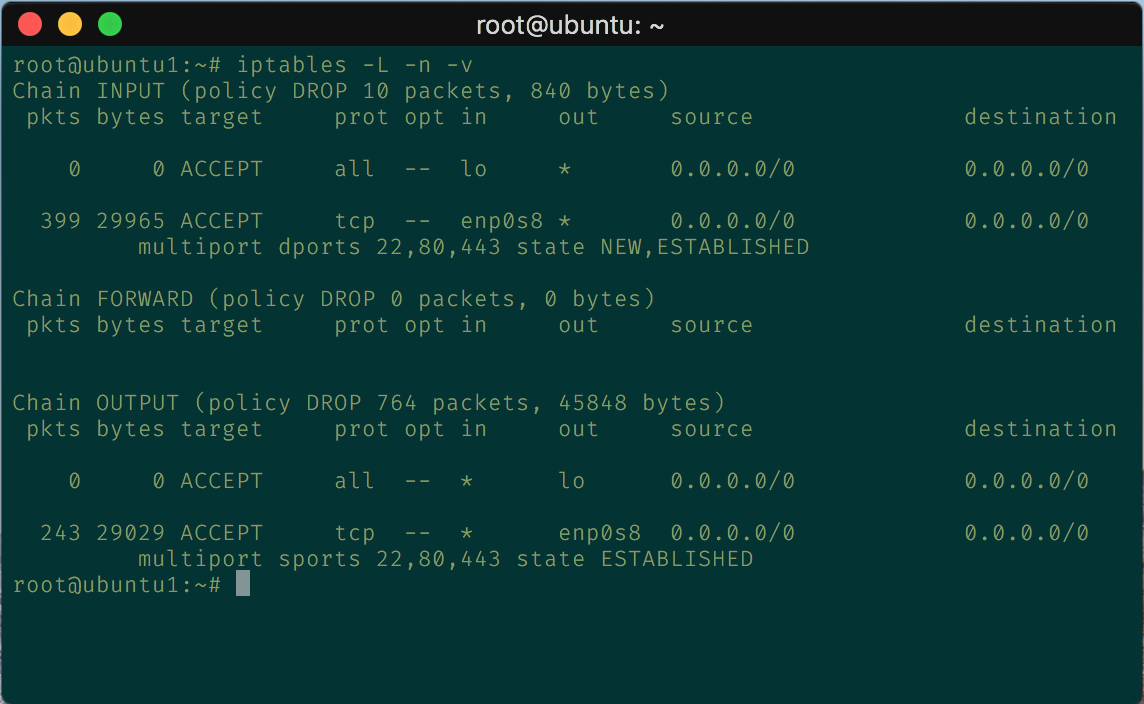 root@ubuntu: ~
root@ubuntu1:~# iptables -L -n -v
Chain INPUT (policy DROP 10 packets, 840 bytes)
 pkts bytes target     prot opt in     out     source               destination
    0     0 ACCEPT     all  --  lo     *       0.0.0.0/0            0.0.0.0/0
  399 29965 ACCEPT     tcp  --  enp0s8 *       0.0.0.0/0            0.0.0.0/0
         multiport dports 22,80,443 state NEW,ESTABLISHED
Chain FORWARD (policy DROP 0 packets, 0 bytes)
 pkts bytes target     prot opt in     out     source               destination
Chain OUTPUT (policy DROP 764 packets, 45848 bytes)
 pkts bytes target     prot opt in     out     source               destination
    0     0 ACCEPT     all  --  *      lo      0.0.0.0/0            0.0.0.0/0
  243 29029 ACCEPT     tcp  --  *      enp0s8  0.0.0.0/0            0.0.0.0/0
         multiport sports 22,80,443 state ESTABLISHED
root@ubuntu1:~#